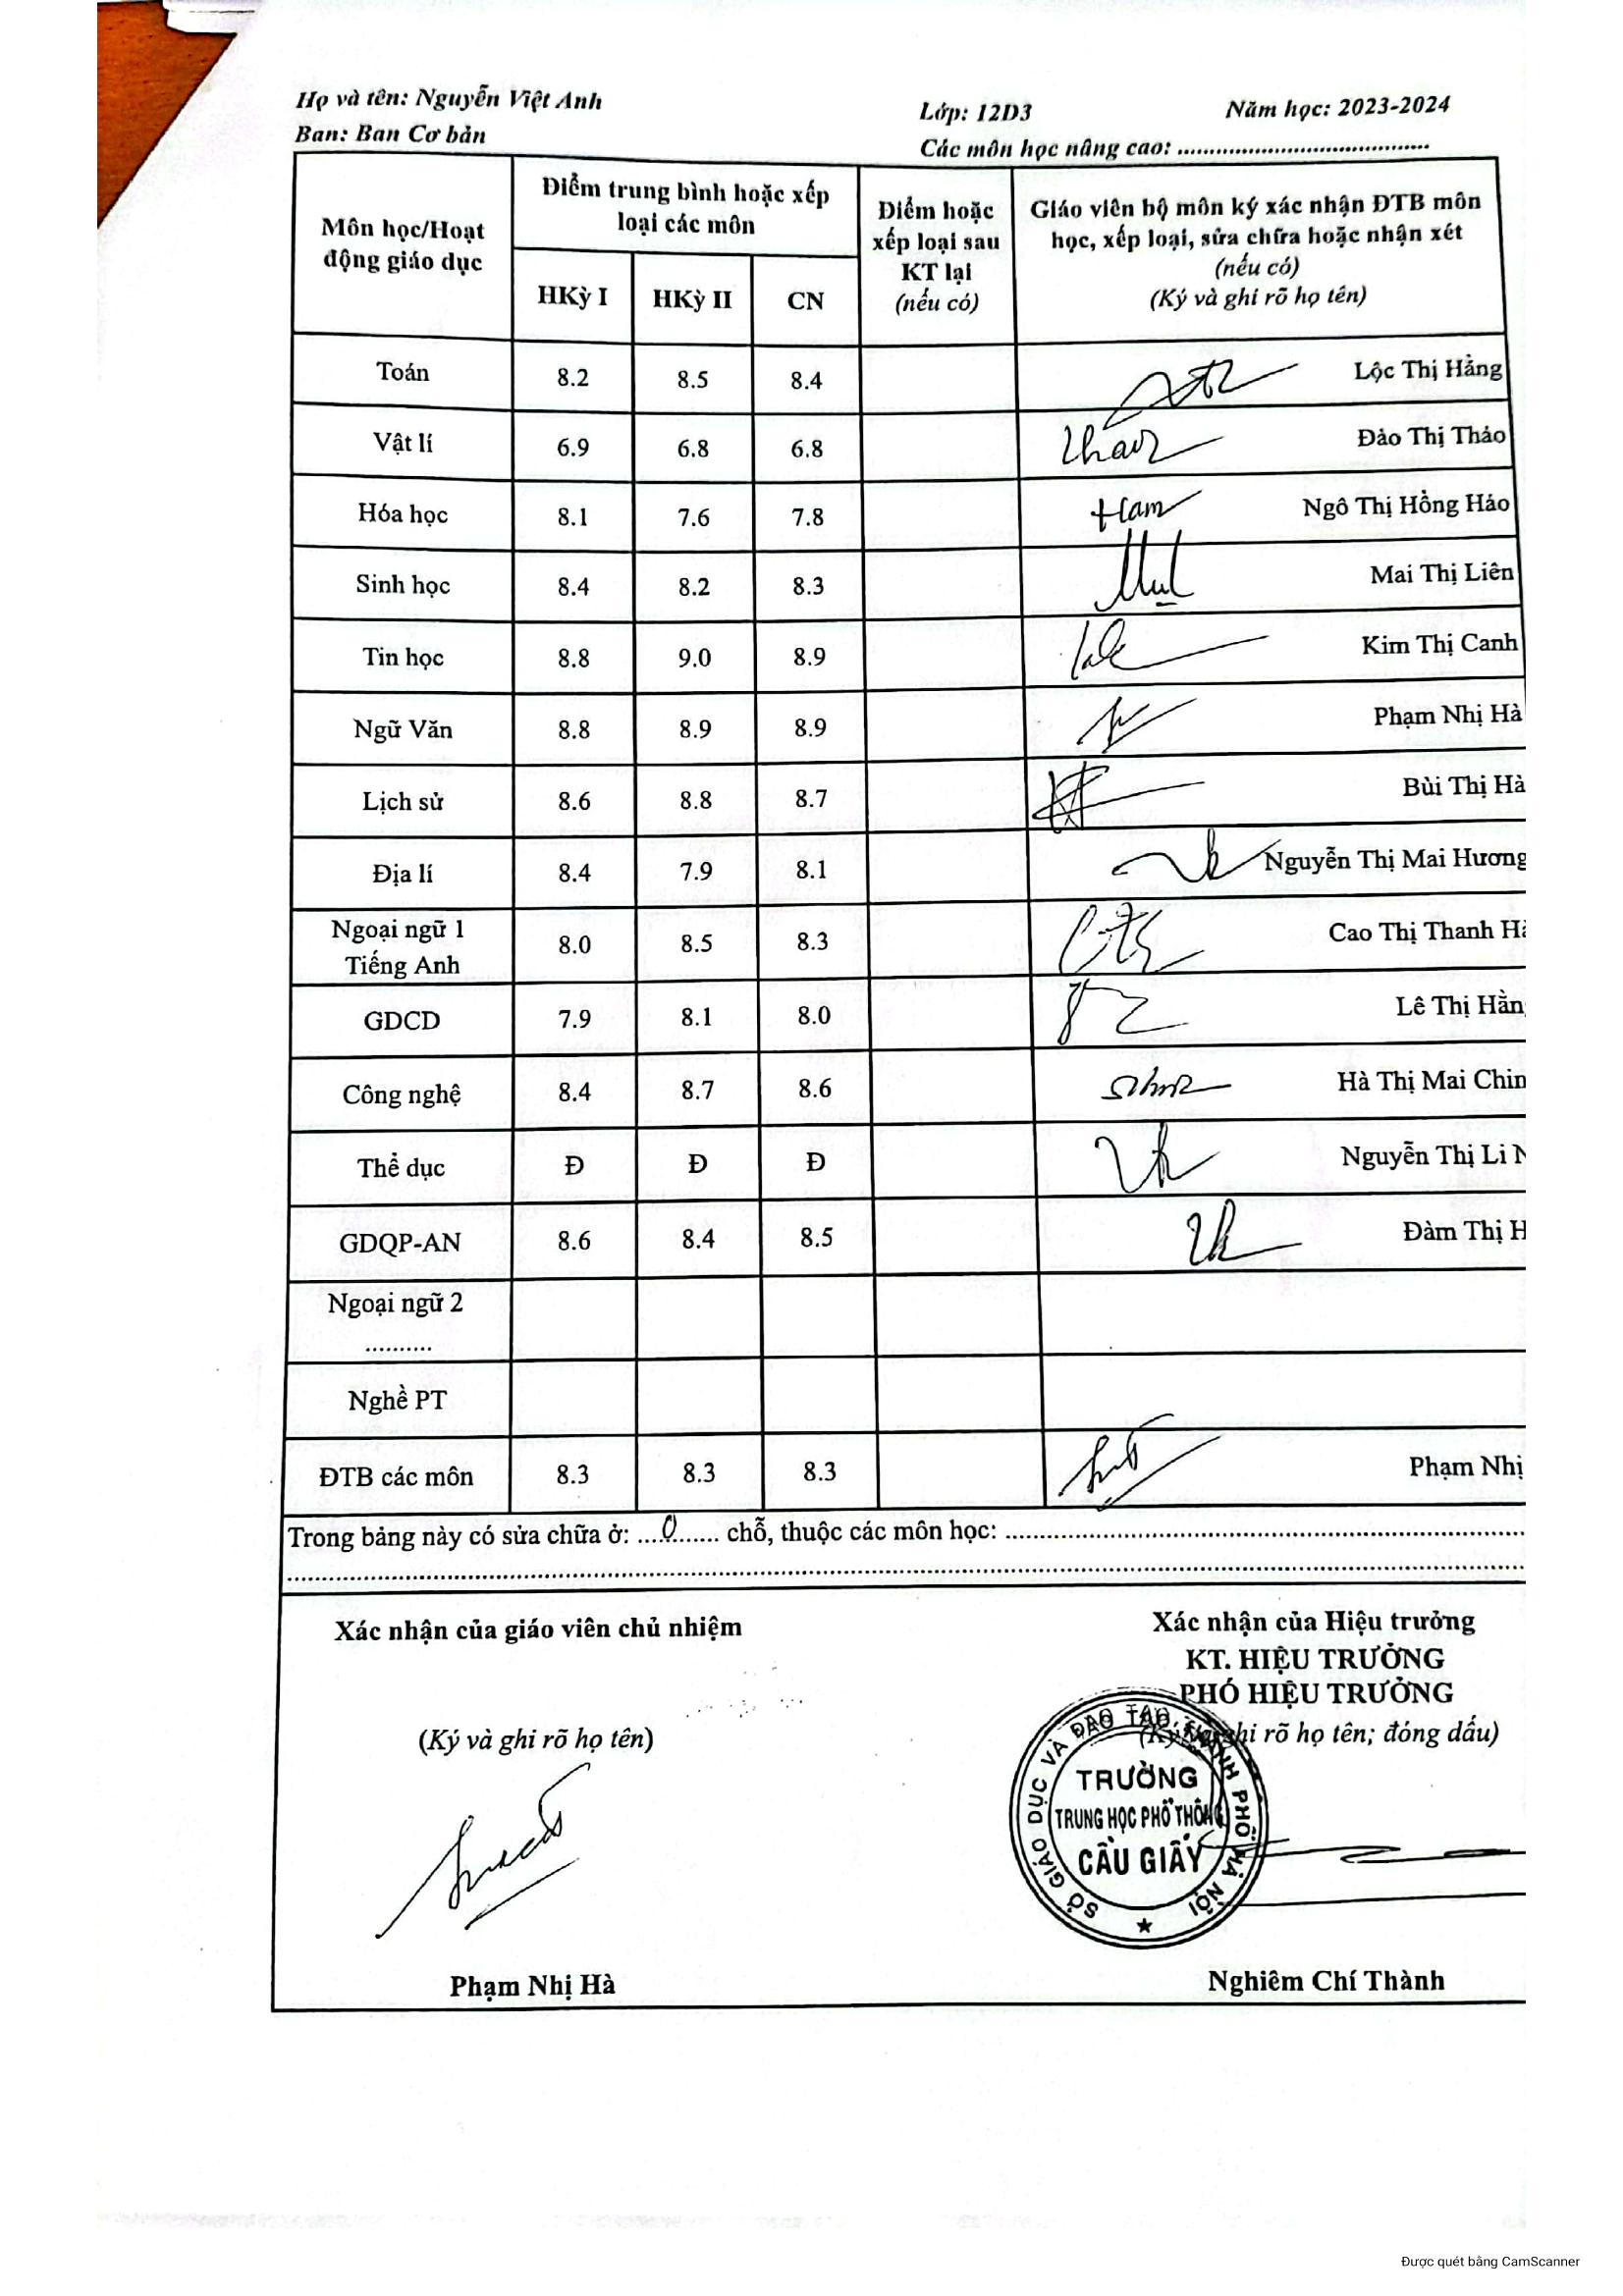 Họ và tên: Nguyễn Việt Anh Lớp: 12D3 Năm học: 2023-2024
Ban: Ban Cơ bản Các môn học nâng cao: ......................................
Môn học/Hoạt động giáo dục
Điểm trung bình hoặc xếp loại các môn
Điểm hoặc xếp loại sau KT lại (nếu có)
Giáo viên bộ môn ký xác nhận ĐTB môn học, xếp loại, sửa chữa hoặc nhận xét (nếu có)
(Ký và ghi rõ họ tên)
HKỳ I HKỳ II CN
Toán 8.2 8.5 8.4 Lộc Thị Hằng
Vật lí 6.9 6.8 6.8 Đào Thị Thảo
Hóa học 8.1 7.6 7.8 Ngô Thị Hồng Hảo
Sinh học 8.4 8.2 8.3 Mai Thị Liên
Tin học 8.8 9.0 8.9 Kim Thị Canh
Ngữ Văn 8.8 8.9 8.9 Phạm Nhị Hà
Lịch sử 8.6 8.8 8.7 Bùi Thị Hà
Địa lí 8.4 7.9 8.1 Nguyễn Thị Mai Hương
Ngoại ngữ 1
Tiếng Anh 8.0 8.5 8.3 Cao Thị Thanh
GDCD 7.9 8.1 8.0 Lê Thị Hằn
Công nghệ 8.4 8.7 8.6 Hà Thị Mai Chin
Thể dục Đ Đ Đ Nguyễn Thị Li
GDQP-AN 8.6 8.4 8.5 Đàm Thị H
Ngoại ngữ 2
..........
Nghề PT
ĐTB các môn 8.3 8.3 8.3 Phạm Nhị
Trong bảng này có sửa chữa ở: ....0...... chỗ, thuộc các môn học: ..............................
Xác nhận của giáo viên chủ nhiệm
Xác nhận của Hiệu trưởng
KT. HIỆU TRƯỞNG
PHÓ HIỆU TRƯỞNG
(Ký và ghi rõ họ tên)
(Ký và ghi rõ họ tên; đóng dấu)
SỞ GIÁO DỤC VÀ ĐÀO TẠO THÀNH PHỐ HÀ NỘI
TRƯỜNG
TRUNG HỌC PHỔ THÔNG
CẦU GIẤY
Phạm Nhị Hà
Nghiêm Chí Thành
Được quét bằng CamScanner